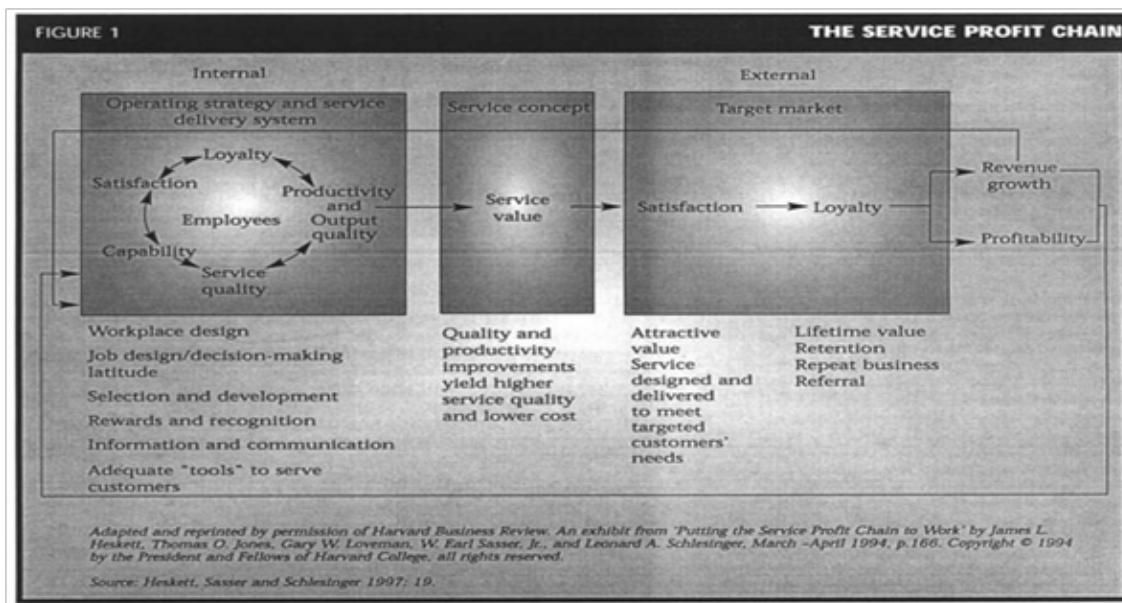 FIGURE 1
THE SERVICE PROFIT CHAIN
Internal
External
Operating strategy and service
delivery system
Loyalty
Satisfaction
Productivity
and
Output
quality
Employees
Capability
Service
quality
Service concept
Service
value
Target market
Satisfaction
Loyalty
Revenue
growth
Profitability
Workplace design
Job design/decision-making
latitude
Selection and development
Rewards and recognition
Information and communication
Adequate "tools" to serve
customers
Quality and
productivity
improvements
yield higher
service quality
and lower cost
Attractive
value
Service
designed and
delivered
to meet
targeted
customers'
needs
Lifetime value
Retention
Repeat business
Referral
Adapted and reprinted by permission of Harvard Business Review. An exhibit from "Putting the Service Profit Chain to Work" by James L.
Heskett, Thomas O. Jones, Gary W. Loveman, W. Earl Sasser, Jr., and Leonard A. Schlesinger, March –April 1994, p.166. Copyright © 1994
by the President and Fellows of Harvard College, all rights reserved.
Source: Heskett, Sasser and Schlesinger 1997: 19.